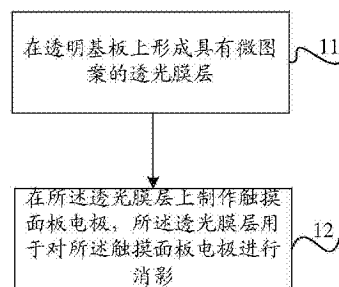 在透明基板上形成具有微图
案的透光膜层
11
在所述透光膜层上制作触摸
面板电极，所述透光膜层用
于对所述触摸面板电极进行
消影
12